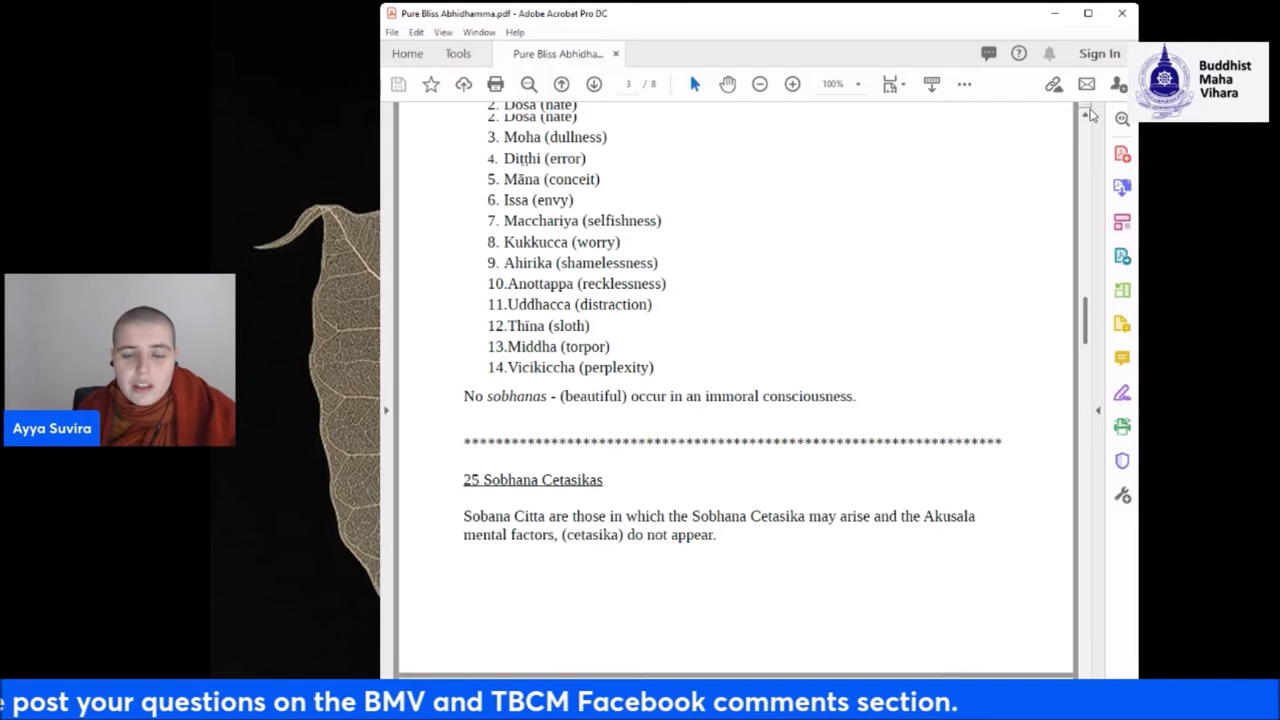 Pure Bliss Abhidhamma.pdf - Adobe Acrobat Pro DC
File Edit View Window Help
Home Tools Pure Bliss Abhidha... × Sign In
3 / 8 100%
Buddhist
Maha
Vihara
2. Dosa (hate)
2. Dosa (hate)
3. Moha (dullness)
4. Diṭṭhi (error)
5. Māna (conceit)
6. Issa (envy)
7. Macchariya (selfishness)
8. Kukkucca (worry)
9. Ahirika (shamelessness)
10.Anottappa (recklessness)
11.Uddhacca (distraction)
12.Thīna (sloth)
13.Middha (torpor)
14.Vicikiccha (perplexity)
No sobhanas - (beautiful) occur in an immoral consciousness.
********************************************************************
25 Sobhana Cetasikas
Sobana Citta are those in which the Sobhana Cetasika may arise and the Akusala
mental factors, (cetasika) do not appear.
Ayya Suvira
post your questions on the BMV and TBCM Facebook comments section.